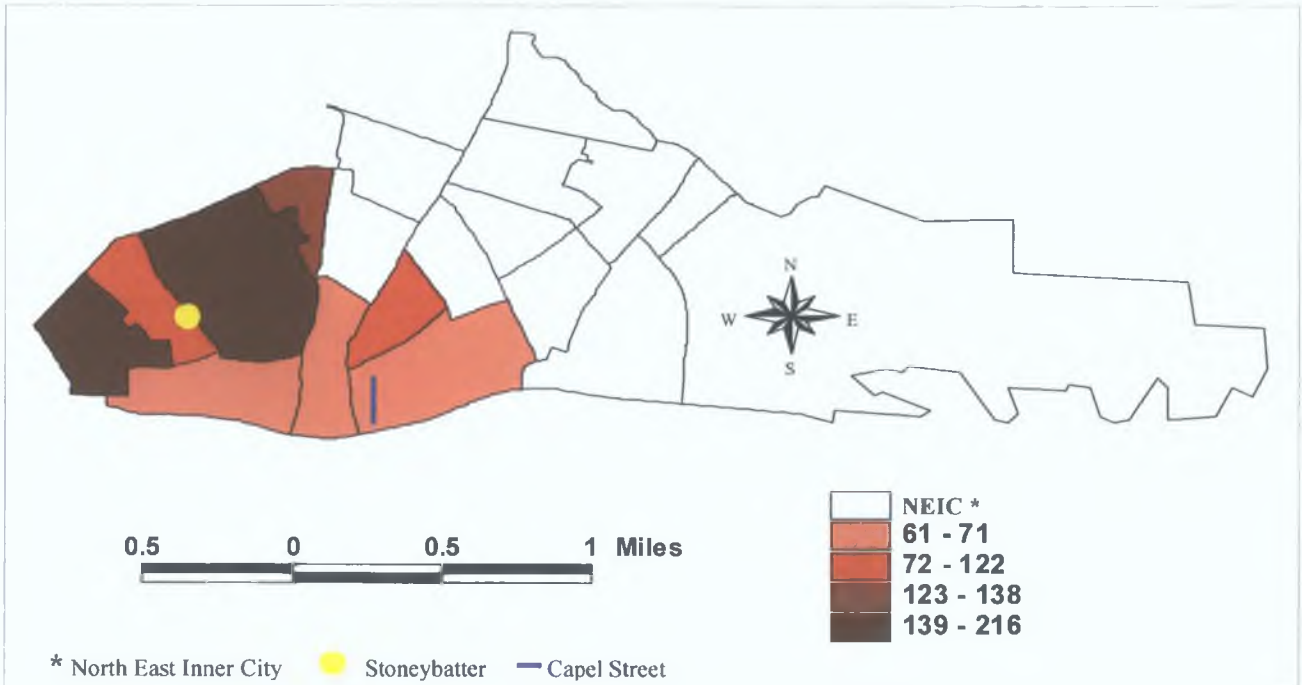 N
W E
S
0.5 0 0.5 1 Miles
NEIC *
61 - 71
72 - 122
123 - 138
139 - 216
* North East Inner City Stoneybatter Capel Street